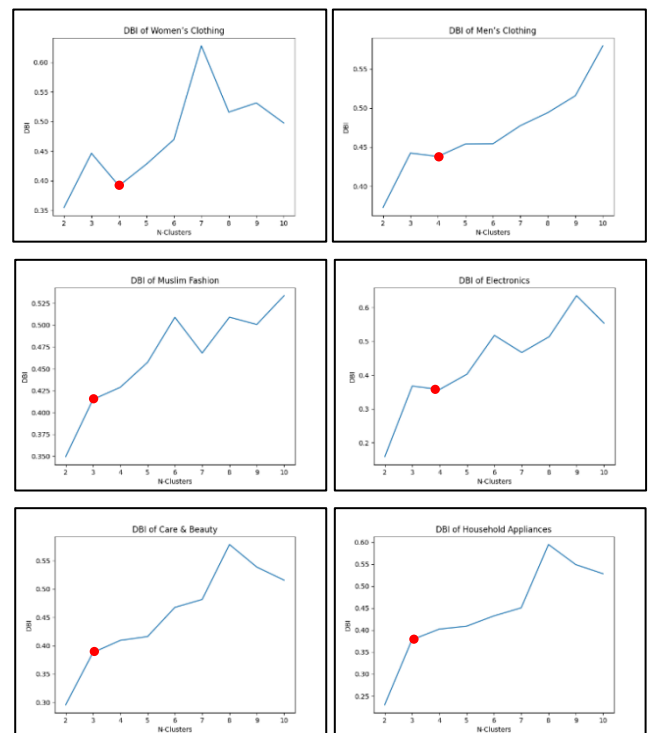 DBI of Women's Clothing
0.60
0.55
0.50
0.45
0.40
0.35
DBI
2 3 4 5 6 7 8 9 10
N-Clusters
DBI of Men's Clothing
0.55
0.50
0.45
0.40
DBI
2 3 4 5 6 7 8 9 10
N-Clusters
DBI of Muslim Fashion
0.525
0.500
0.475
0.450
0.425
0.400
0.375
0.350
DBI
2 3 4 5 6 7 8 9 10
N-Clusters
DBI of Electronics
0.6
0.5
0.4
0.3
0.2
DBI
2 3 4 5 6 7 8 9 10
N-Clusters
DBI of Care & Beauty
0.55
0.50
0.45
0.40
0.35
0.30
DBI
2 3 4 5 6 7 8 9 10
N-Clusters
DBI of Household Appliances
0.60
0.55
0.50
0.45
0.40
0.35
0.30
0.25
DBI
2 3 4 5 6 7 8 9 10
N-Clusters